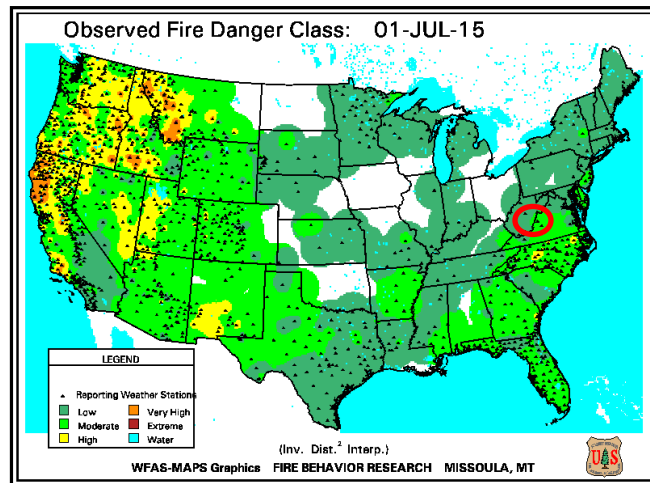 Observed Fire Danger Class: 01-JUL-15
LEGEND
Reporting Weather Stations
Low
Moderate
High
Very High
Extreme
Water
(Inv. Dist.² Interp.)
WFAS-MAPS Graphics FIRE BEHAVIOR RESEARCH MISSOULA, MT
U S